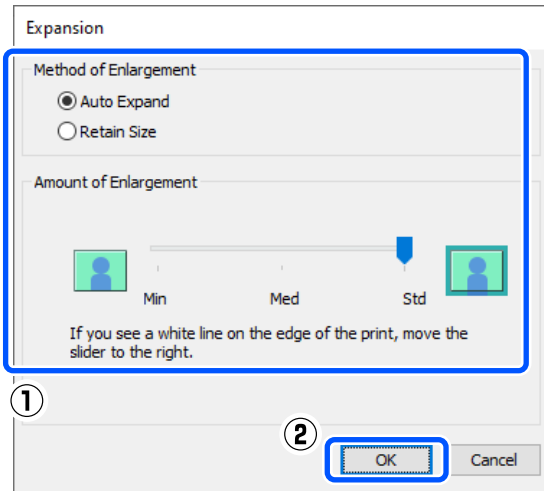 Expansion
Method of Enlargement
Auto Expand
Retain Size
Amount of Enlargement
Min Med Std
If you see a white line on the edge of the print, move the
slider to the right.
①
②
OK Cancel